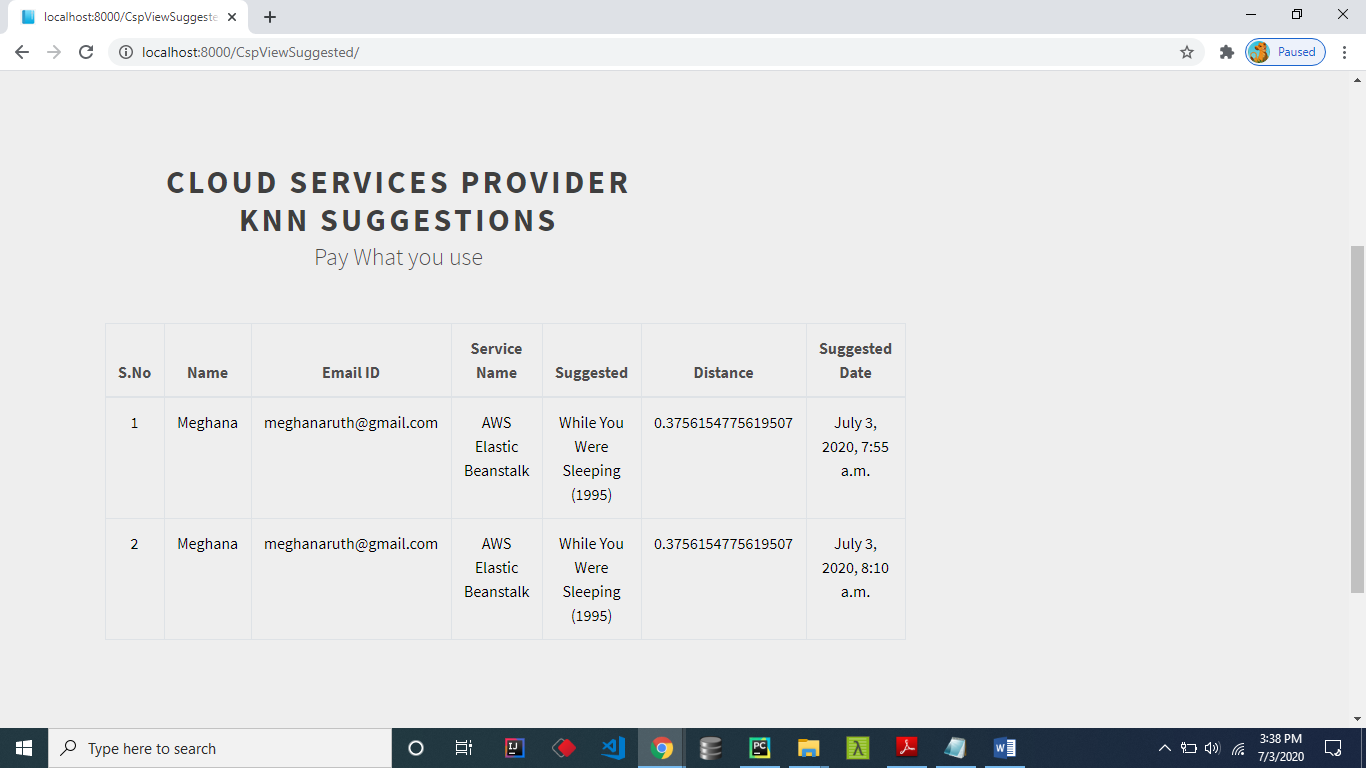 localhost:8000/CspViewSuggeste
localhost:8000/CspViewSuggested/
Paused
CLOUD SERVICES PROVIDER
KNN SUGGESTIONS
Pay What you use
S.No Name Email ID Service Name Suggested Distance Suggested Date
1 Meghana meghanaruth@gmail.com AWS Elastic Beanstalk While You Were Sleeping (1995) 0.3756154775619507 July 3, 2020, 7:55 a.m.
2 Meghana meghanaruth@gmail.com AWS Elastic Beanstalk While You Were Sleeping (1995) 0.3756154775619507 July 3, 2020, 8:10 a.m.
Type here to search
IJ
PC
W
3:38 PM
7/3/2020